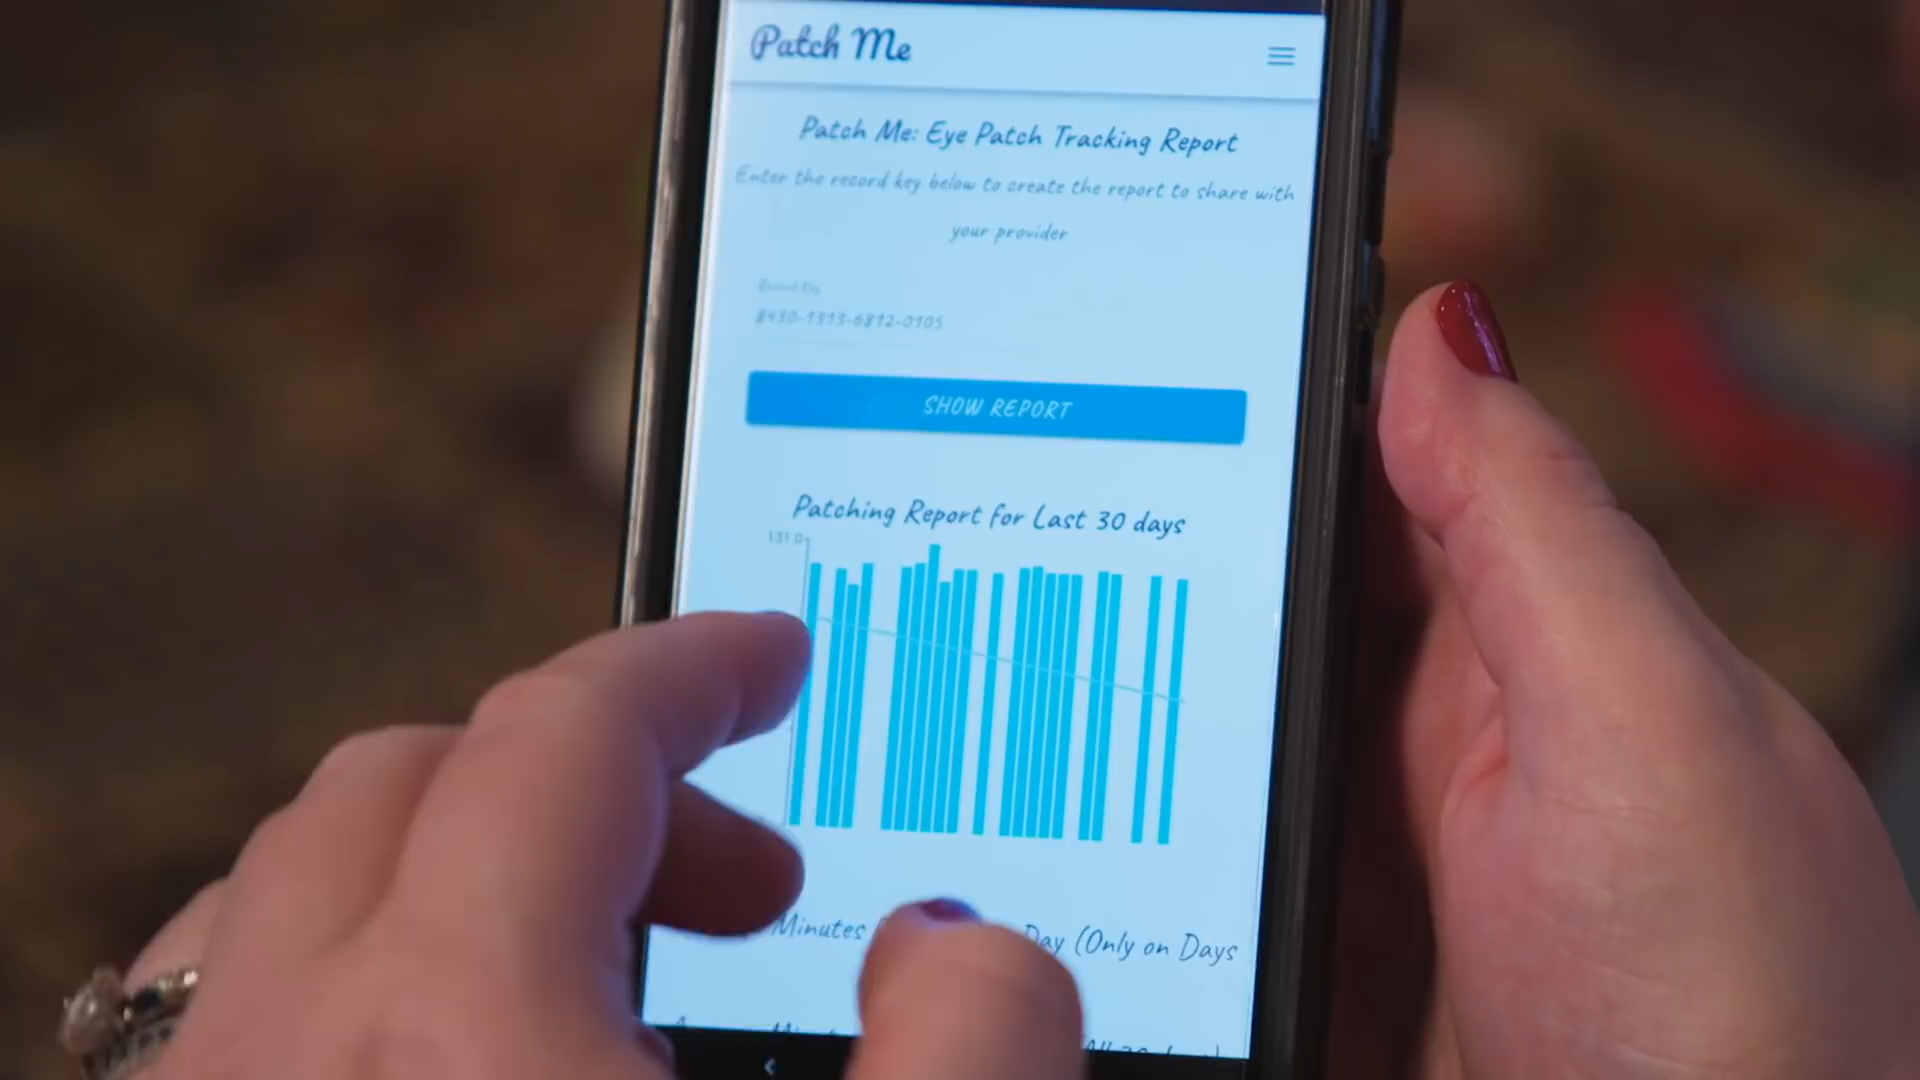 Patch Me
Patch Me: Eye Patch Tracking Report
Enter the record key below to create the report to share with
your provider
Record Key
8430-1313-6812-0105
SHOW REPORT
Patching Report for Last 30 days
131.0
Minutes Day (Only on Days